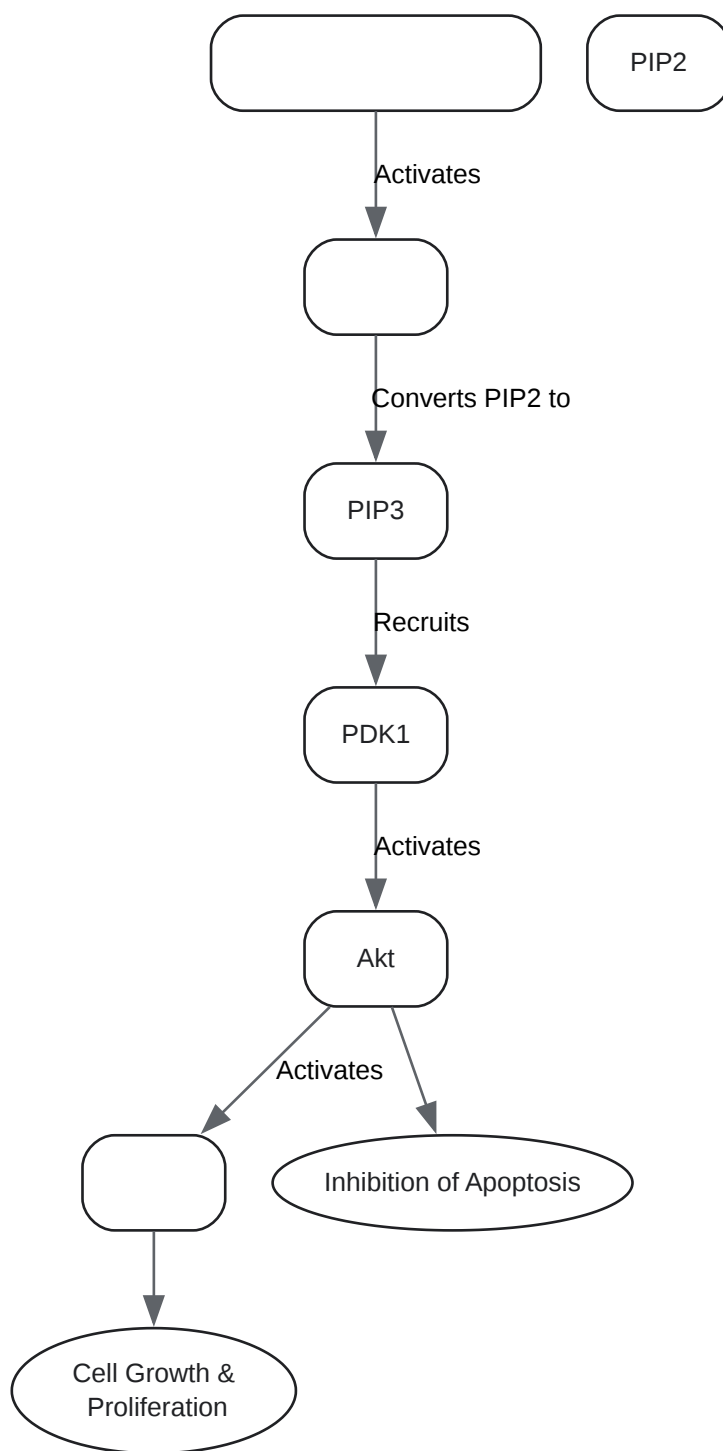 PIP2
Activates
Converts PIP2 to
PIP3
Recruits
PDK1
Activates
Akt
Activates
Inhibition of Apoptosis
Cell Growth &
Proliferation